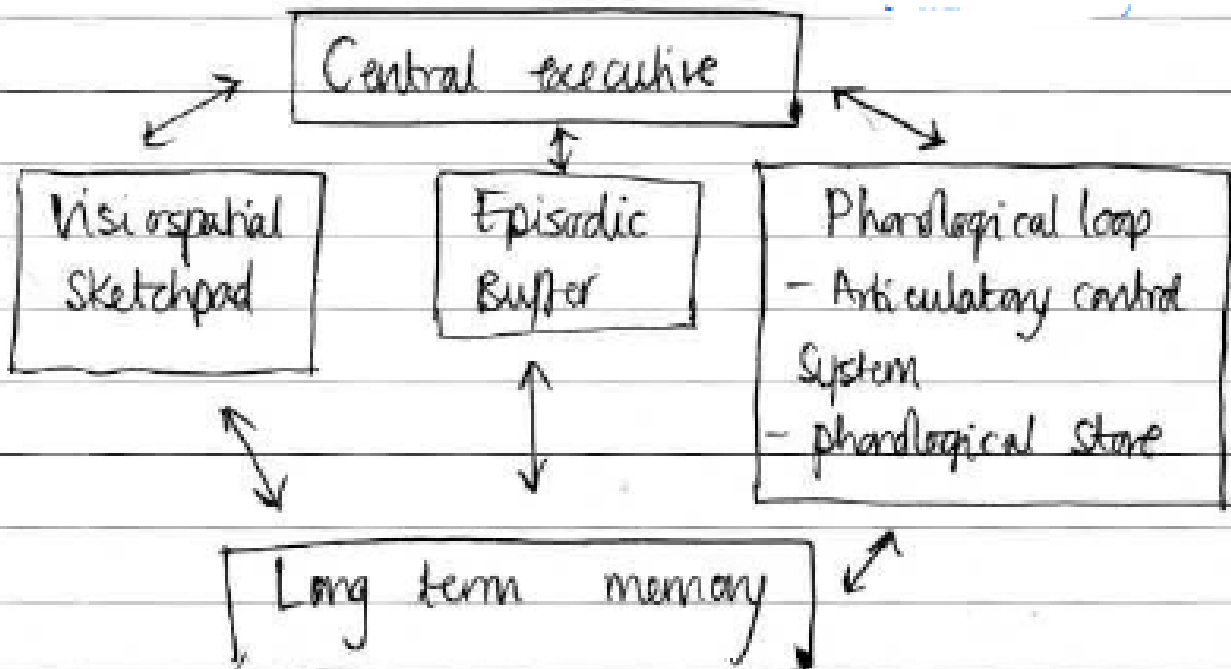 Central executive
Visiospatial
Sketchpad
Episodic
Buffer
Phonological loop
- Articulatory control
System
- phonological store
Long term memory